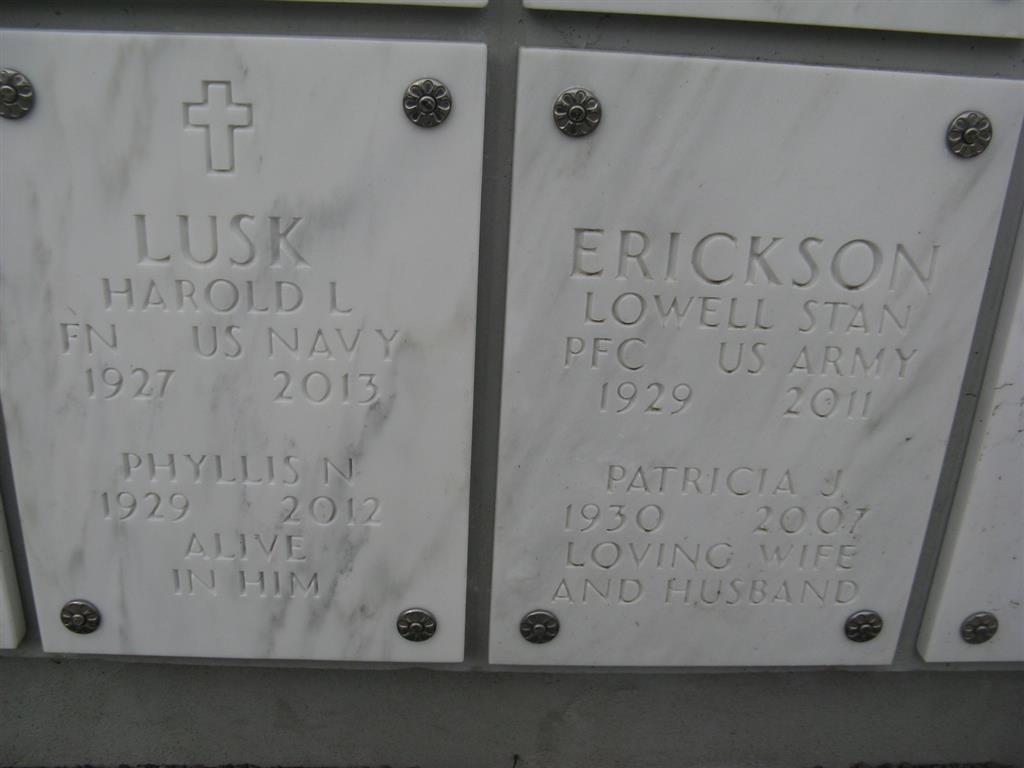 LUSK
HAROLD L
FN US NAVY
1927 2013
PHYLLIS N
1929 2012
ALIVE
IN HIM
ERICKSON
LOWELL STAN
PFC US ARMY
1929 2011
PATRICIA J
1930 2007
LOVING WIFE
AND HUSBAND